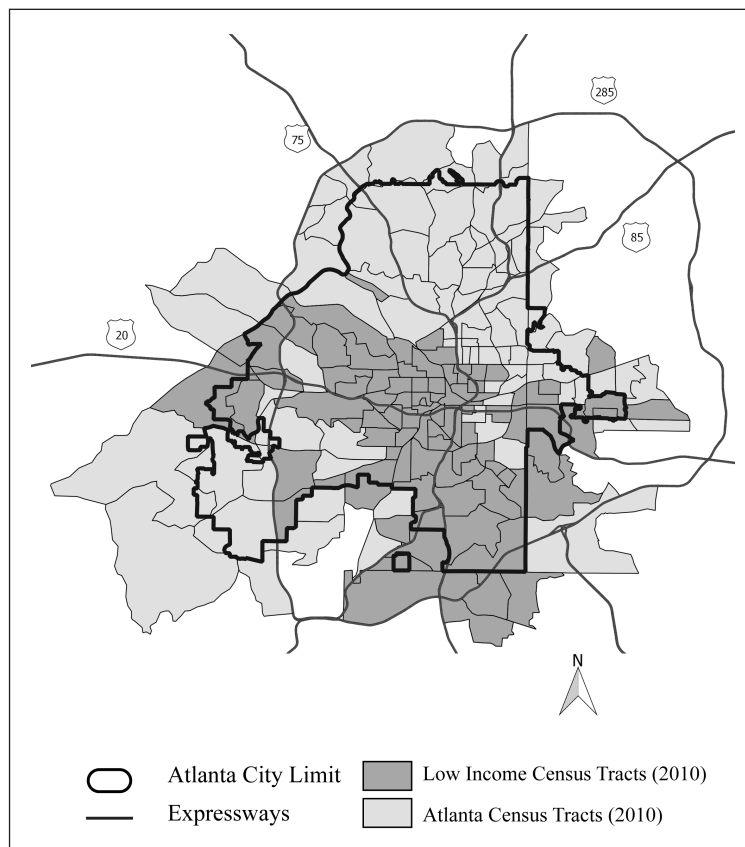 285
75
85
20
N
Atlanta City Limit
Low Income Census Tracts (2010)
Expressways
Atlanta Census Tracts (2010)